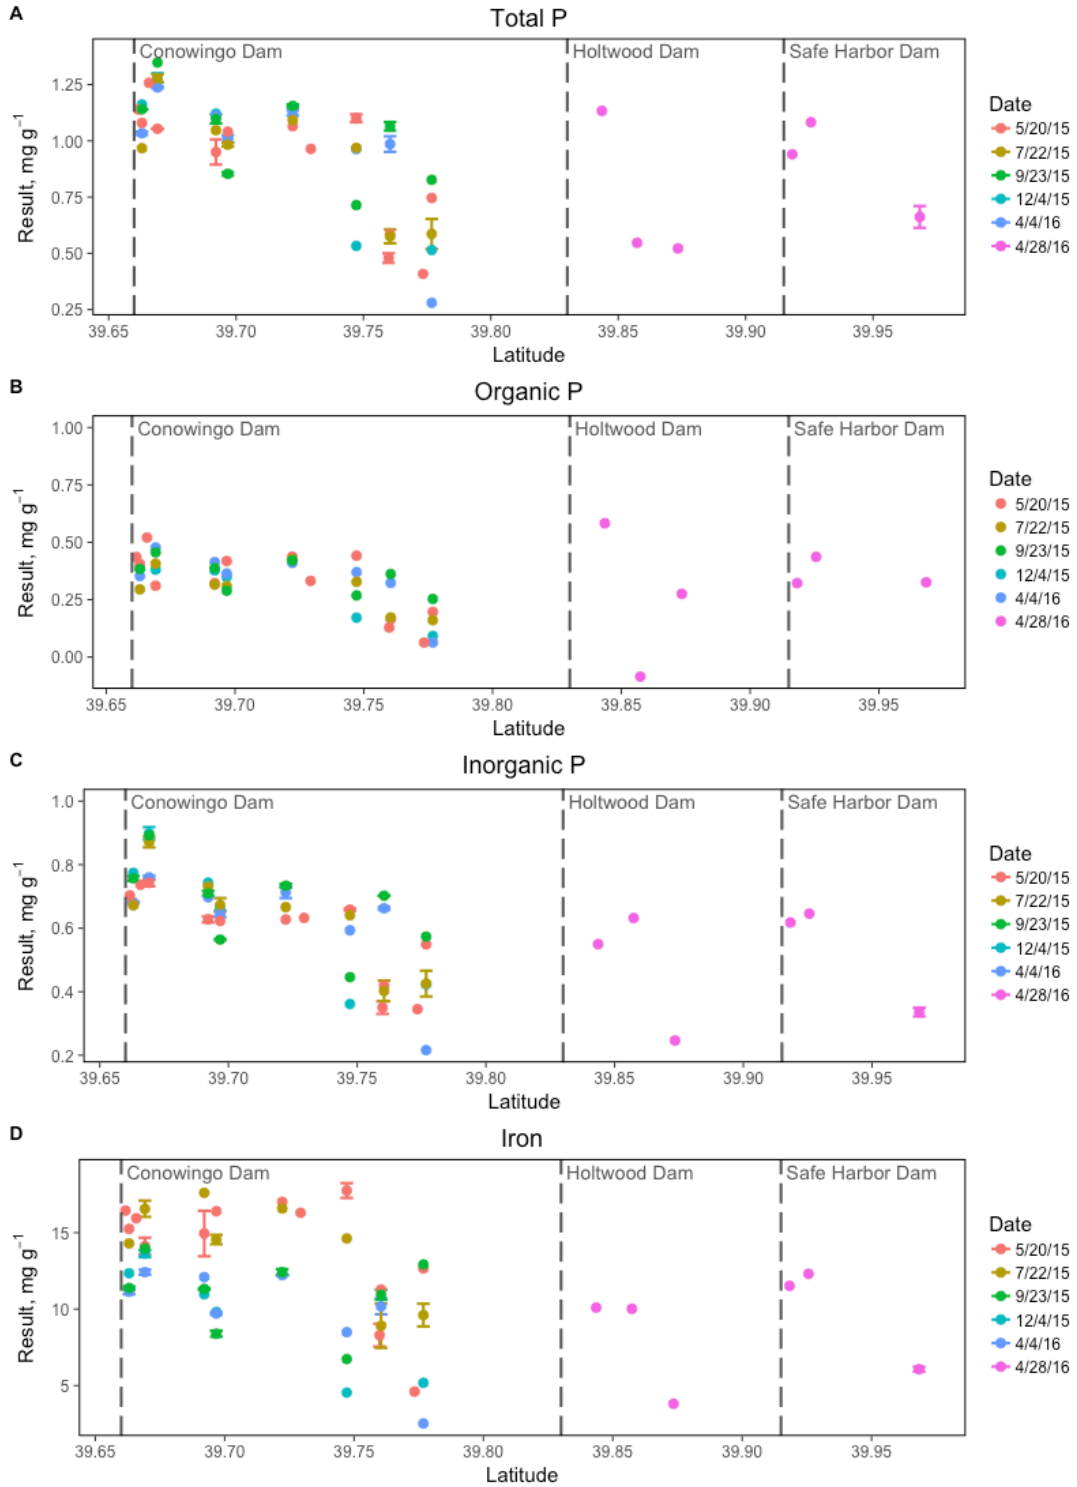 A
Total P
Conowingo Dam
Holtwood Dam
Safe Harbor Dam
1.25
1.00
0.75
0.50
0.25
Result, mg g⁻¹
39.65 39.70 39.75 39.80 39.85 39.90 39.95
Latitude
Date
5/20/15
7/22/15
9/23/15
12/4/15
4/4/16
4/28/16
B
Organic P
Conowingo Dam
Holtwood Dam
Safe Harbor Dam
1.00
0.75
0.50
0.25
0.00
Result, mg g⁻¹
39.65 39.70 39.75 39.80 39.85 39.90 39.95
Latitude
Date
5/20/15
7/22/15
9/23/15
12/4/15
4/4/16
4/28/16
C
Inorganic P
Conowingo Dam
Holtwood Dam
Safe Harbor Dam
1.0
0.8
0.6
0.4
0.2
Result, mg g⁻¹
39.65 39.70 39.75 39.80 39.85 39.90 39.95
Latitude
Date
5/20/15
7/22/15
9/23/15
12/4/15
4/4/16
4/28/16
D
Iron
Conowingo Dam
Holtwood Dam
Safe Harbor Dam
15
10
5
Result, mg g⁻¹
39.65 39.70 39.75 39.80 39.85 39.90 39.95
Latitude
Date
5/20/15
7/22/15
9/23/15
12/4/15
4/4/16
4/28/16